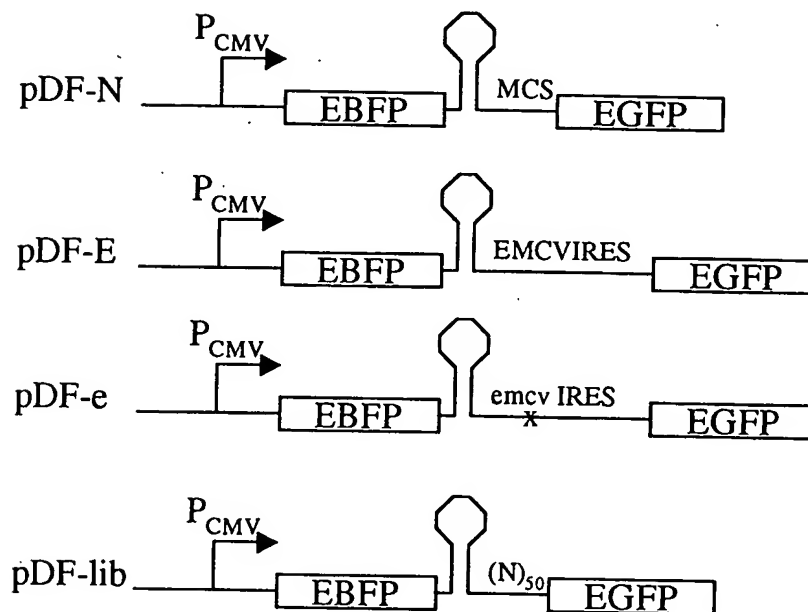 P_CMV
pDF-N
EBFP
MCS
EGFP
P_CMV
pDF-E
EBFP
EMCVIRES
EGFP
P_CMV
pDF-e
EBFP
emcv IRES
x
EGFP
P_CMV
pDF-lib
EBFP
(N)50
EGFP